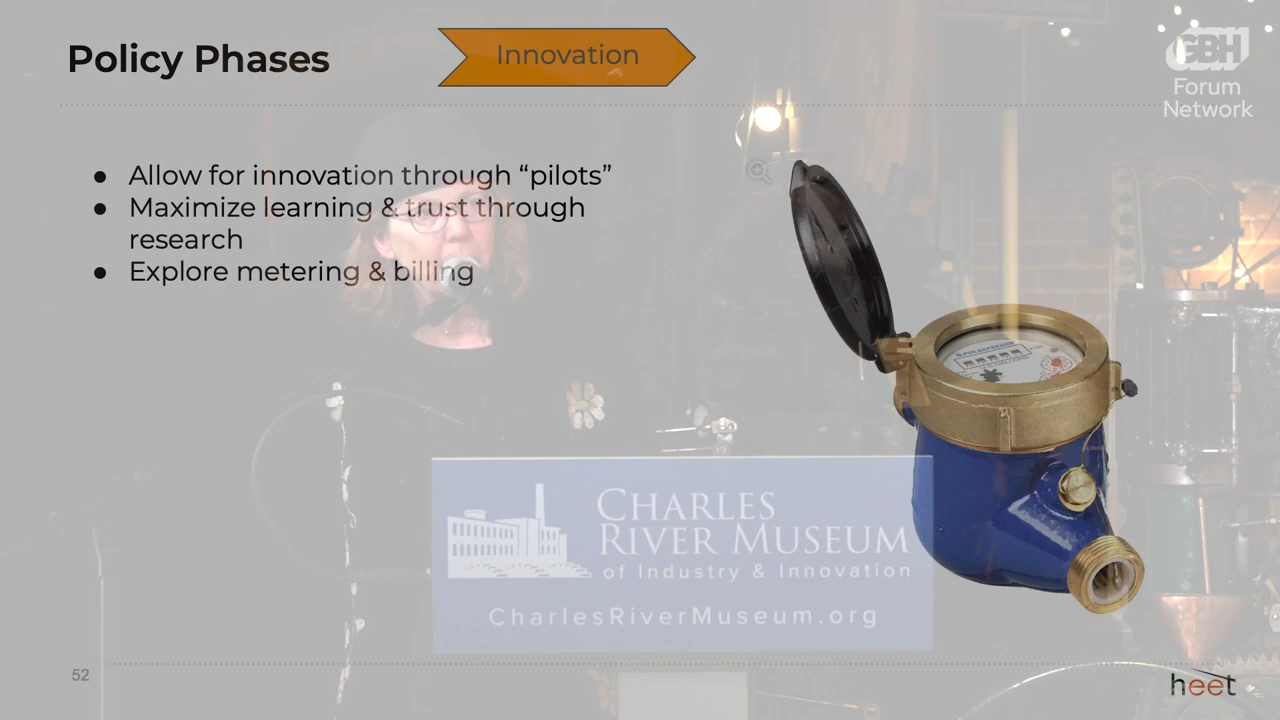 Policy Phases
Innovation
GBH
Forum
Network
● Allow for innovation through “pilots”
● Maximize learning & trust through
research
● Explore metering & billing
CHARLES
RIVER MUSEUM
of Industry & Innovation
CharlesRiverMuseum.org
52
heet